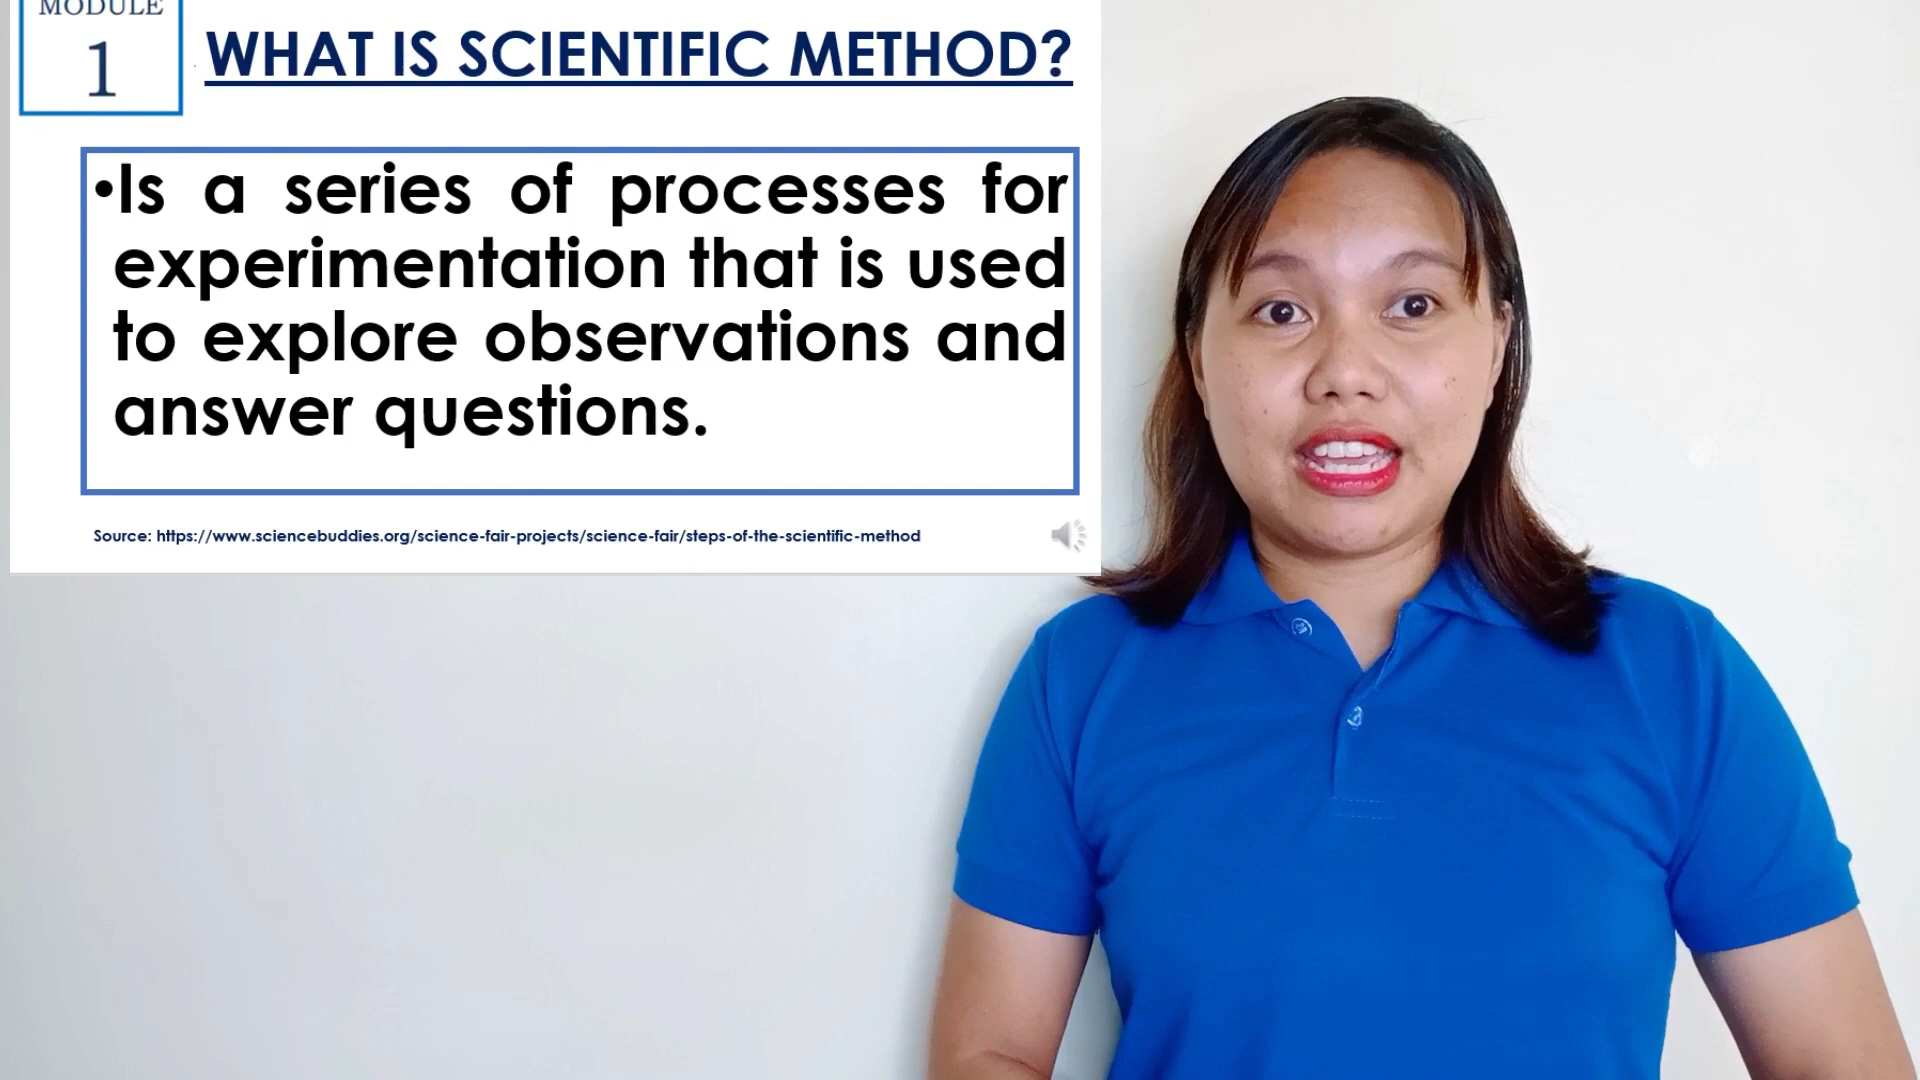 MODULE
1
WHAT IS SCIENTIFIC METHOD?
•Is a series of processes for
experimentation that is used
to explore observations and
answer questions.
Source: https://www.sciencebuddies.org/science-fair-projects/science-fair/steps-of-the-scientific-method